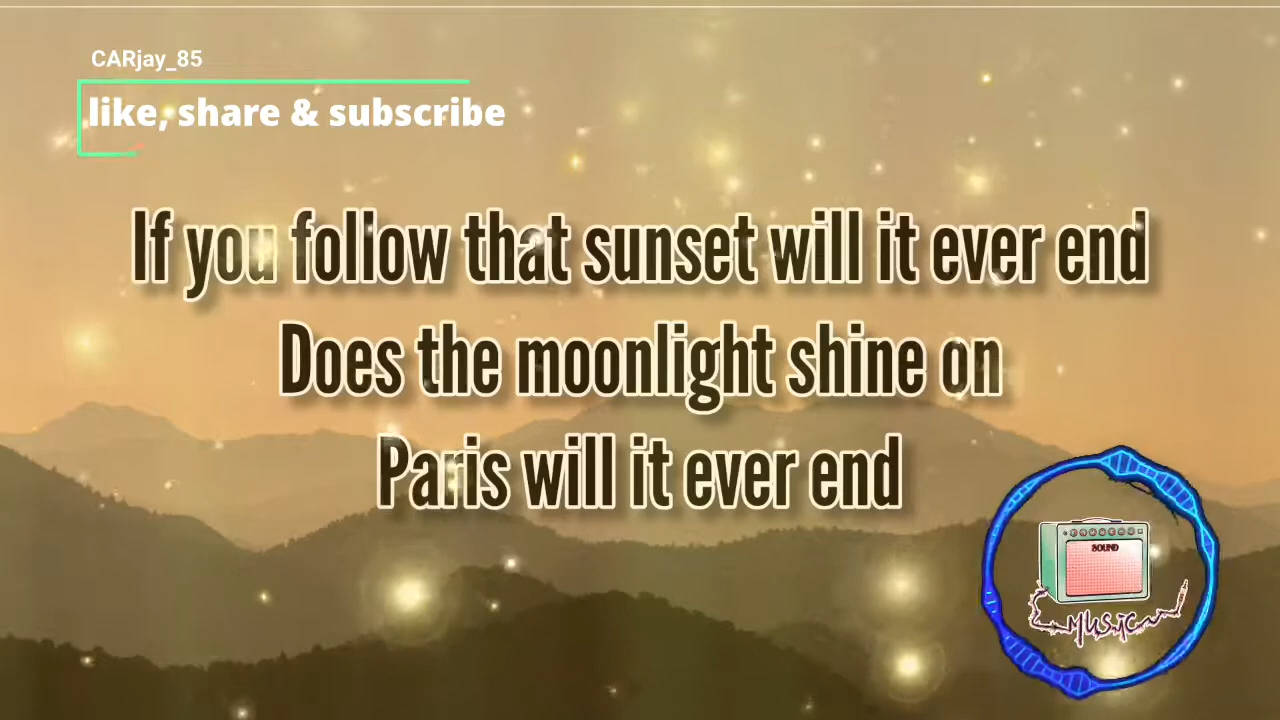 CARjay_85
like, share & subscribe
If you follow that sunset will it ever end
Does the moonlight shine on
Paris will it ever end
SOUND
MUSIC